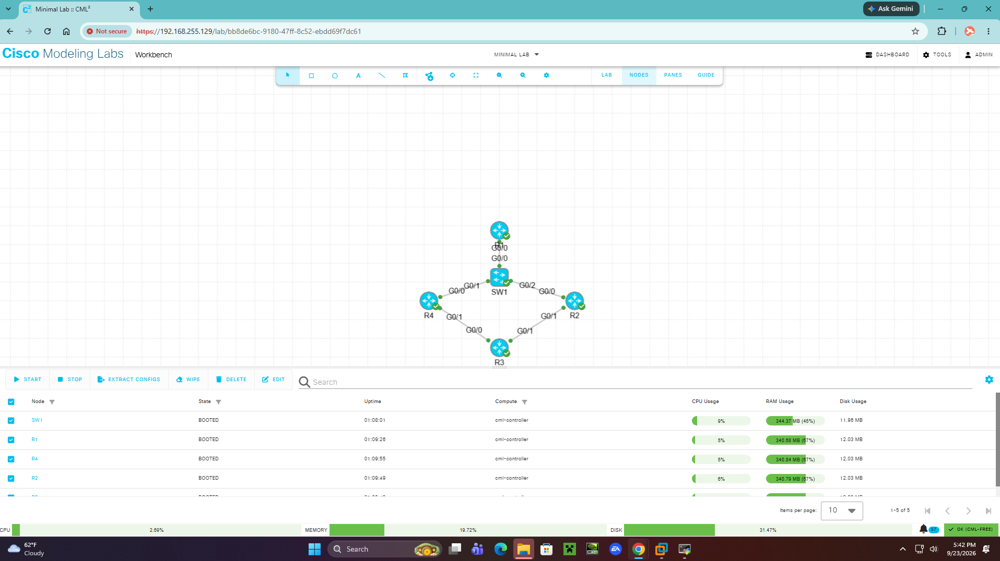 Minimal Lab :: CML²
Ask Gemini
Not secure
https://192.168.255.129/lab/bb8de6bc-9180-47ff-8c52-ebdd69f7dc61
Cisco Modeling Labs
Workbench
MINIMAL LAB
DASHBOARD
TOOLS
ADMIN
A
LAB
NODES
PANES
GUIDE
R1
G0/0
G0/0
SW1
G0/1
G0/0
G0/2
G0/0
R4
R2
G0/1
G0/1
G0/0
G0/1
R3
START
STOP
EXTRACT CONFIGS
WIPE
DELETE
EDIT
Search
Node State Uptime Compute CPU Usage RAM Usage Disk Usage
SW1 BOOTED 01:08:01 cml-controller 9% 344.37 MB (45%) 11.96 MB
R1 BOOTED 01:09:26 cml-controller 5% 340.68 MB (67%) 12.03 MB
R4 BOOTED 01:09:55 cml-controller 5% 340.84 MB (67%) 12.03 MB
R2 BOOTED 01:09:49 cml-controller 6% 340.79 MB (67%) 12.03 MB
Items per page: 10 1-5 of 5
CPU 2.69% MEMORY 19.72% DISK 31.47% 57 OK (CML-FREE)
62°F
Cloudy
Search
EA
5:42 PM
9/23/2026